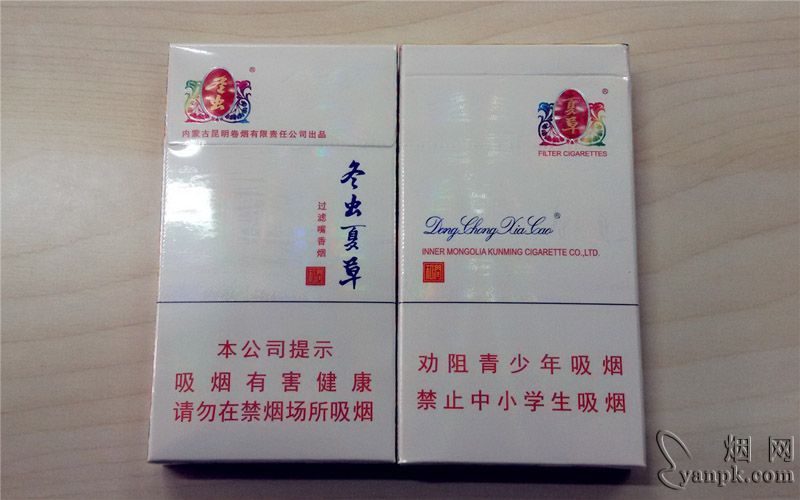 冬虫
®
内蒙古昆明卷烟有限责任公司出品
冬虫夏草
过滤嘴香烟
本公司提示
吸烟有害健康
请勿在禁烟场所吸烟
夏草
®
FILTER CIGARETTES
Dong Chong Xia Cao ®
INNER MONGOLIA KUNMING CIGARETTE CO.,LTD.
劝阻青少年吸烟
禁止中小学生吸烟
烟网
yanpk.com